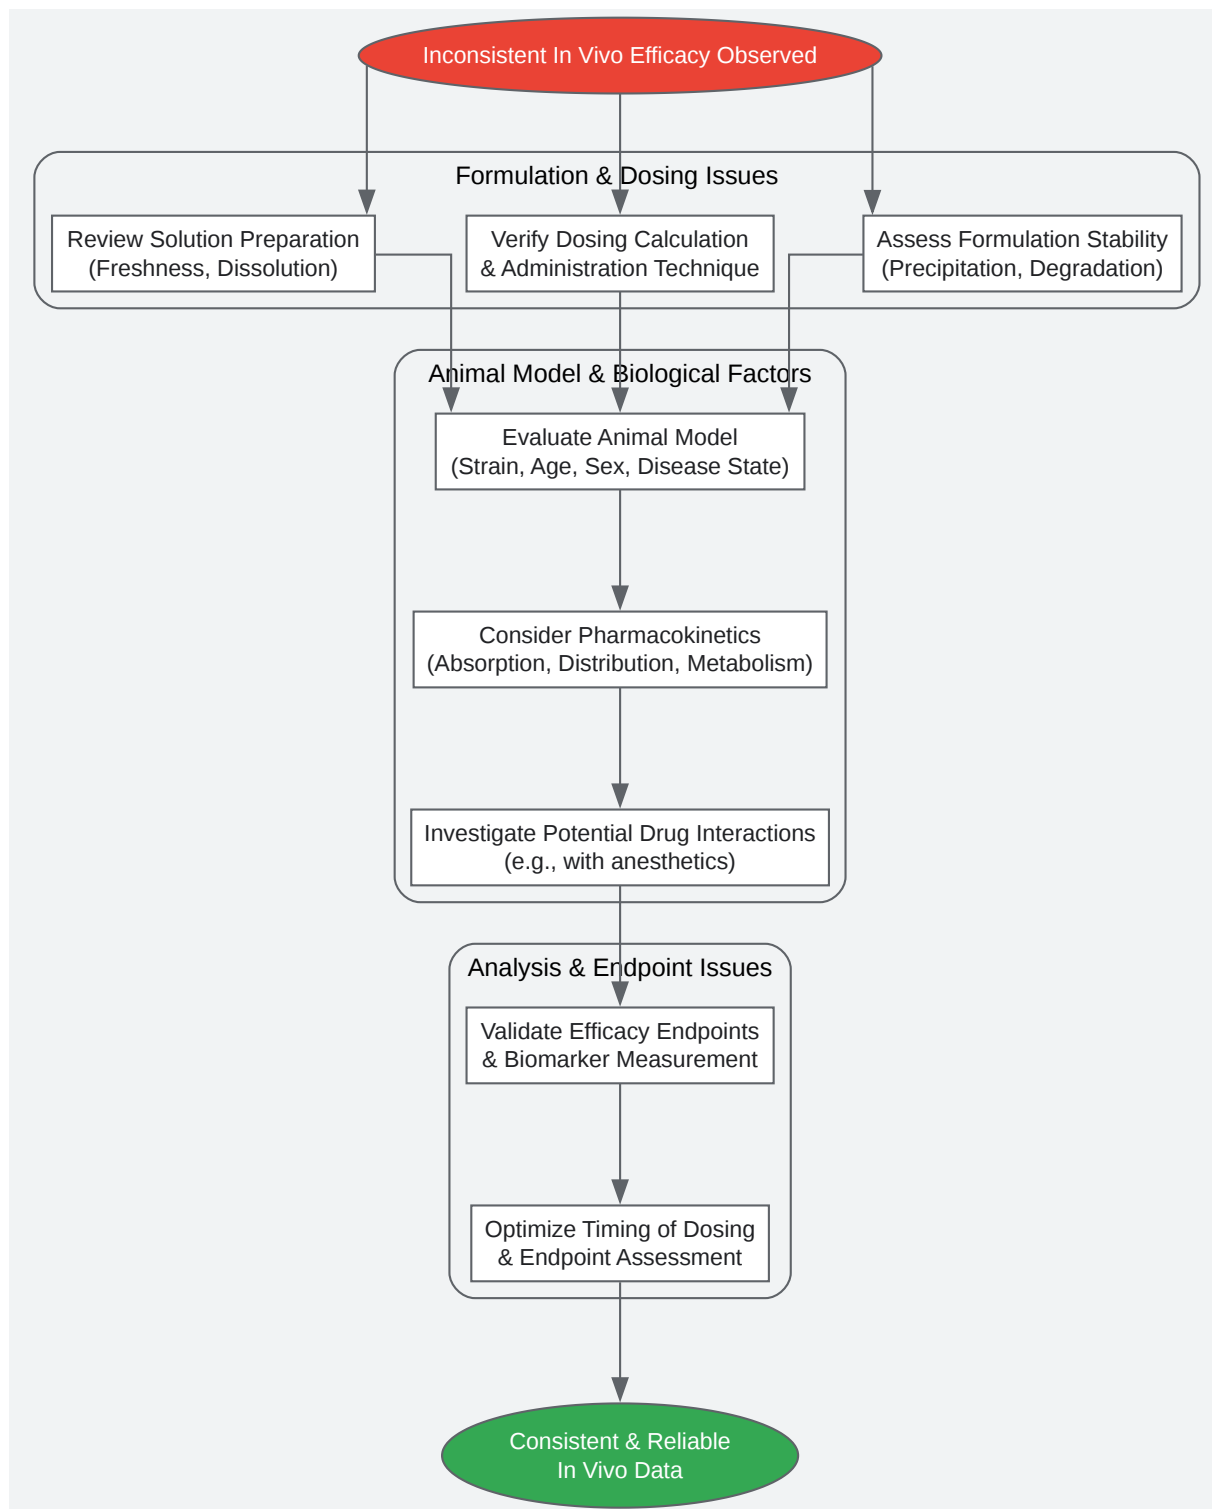 Inconsistent In Vivo Efficacy Observed
Formulation & Dosing Issues
Review Solution Preparation
(Freshness, Dissolution)
Verify Dosing Calculation
& Administration Technique
Assess Formulation Stability
(Precipitation, Degradation)
Animal Model & Biological Factors
Evaluate Animal Model
(Strain, Age, Sex, Disease State)
Consider Pharmacokinetics
(Absorption, Distribution, Metabolism)
Investigate Potential Drug Interactions
(e.g., with anesthetics)
Analysis & Endpoint Issues
Validate Efficacy Endpoints
& Biomarker Measurement
Optimize Timing of Dosing
& Endpoint Assessment
Consistent & Reliable
In Vivo Data